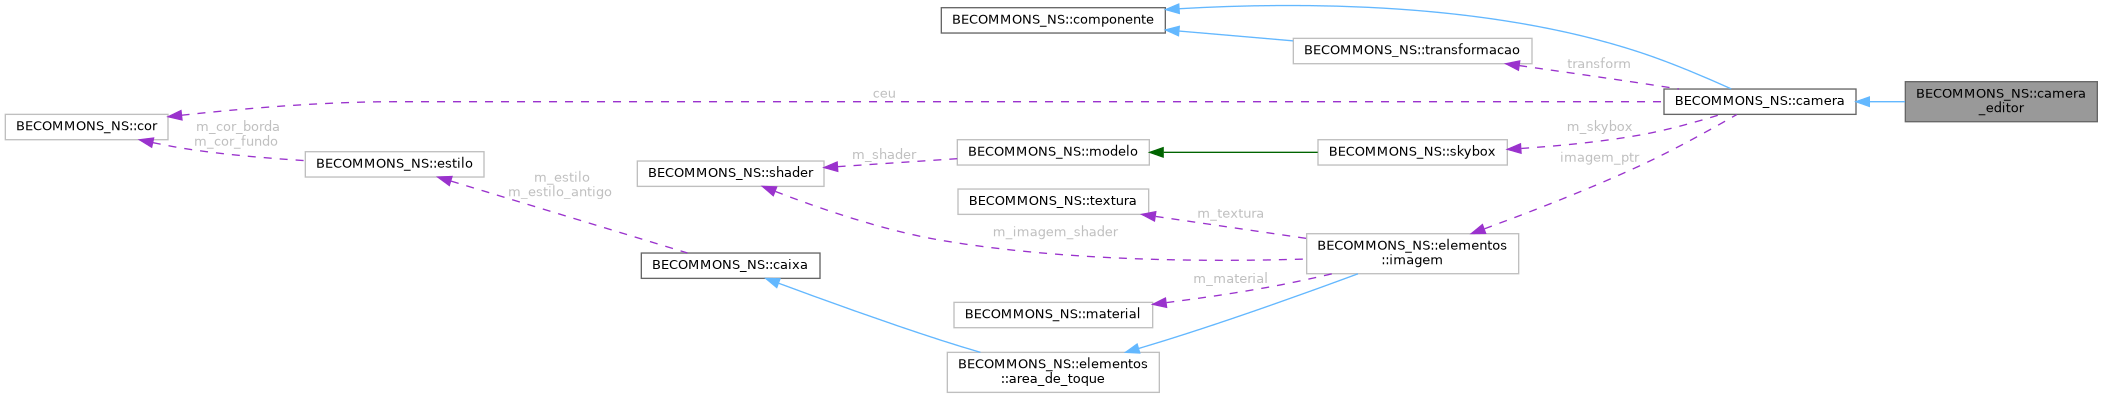 BECOMMONS_NS::componente
BECOMMONS_NS::transformacao
transform
ceu
BECOMMONS_NS::camera
BECOMMONS_NS::camera
_editor
BECOMMONS_NS::cor
m_cor_borda
m_cor_fundo
BECOMMONS_NS::estilo
m_estilo
m_estilo_antigo
BECOMMONS_NS::shader
m_shader
BECOMMONS_NS::modelo
BECOMMONS_NS::skybox
m_skybox
imagem_ptr
BECOMMONS_NS::textura
m_textura
m_imagem_shader
BECOMMONS_NS::elementos
::imagem
BECOMMONS_NS::caixa
m_material
BECOMMONS_NS::material
BECOMMONS_NS::elementos
::area_de_toque